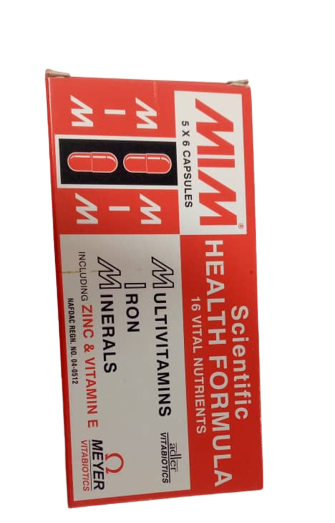 MIM®
5 X 6 CAPSULES
M I M
M I M
Scientific
HEALTH FORMULA
16 VITAL NUTRIENTS
MULTIVITAMINS
IRON
MINERALS
INCLUDING ZINC & VITAMIN E
NAFDAC REGN. NO. 04-0512
adler
VITABIOTICS
MEYER
VITABIOTICS